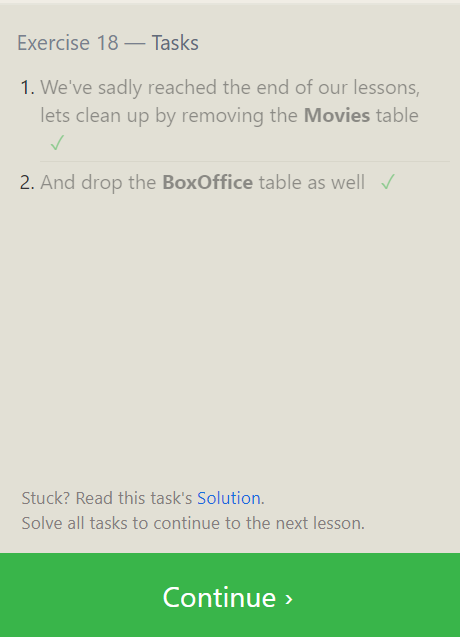 Exercise 18 — Tasks
1. We've sadly reached the end of our lessons,
lets clean up by removing the Movies table
✓
2. And drop the BoxOffice table as well ✓
Stuck? Read this task's Solution.
Solve all tasks to continue to the next lesson.
Continue ›